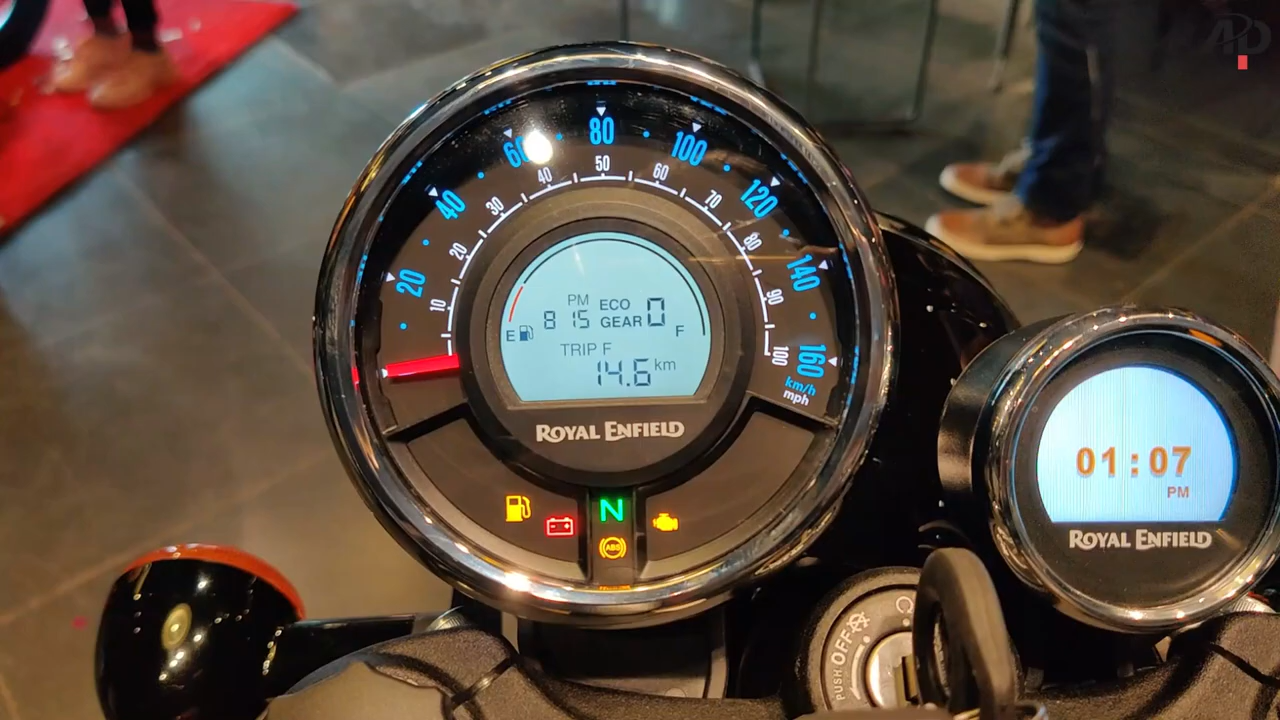 20
40
60
80
100
120
140
160
km/h
mph
10
20
30
40
50
60
70
80
90
100
PM
8 15
ECO
GEAR 0
E
F
TRIP F
14.6 km
ROYAL ENFIELD
N
ABS
01:07
PM
ROYAL ENFIELD
PUSH
OFF